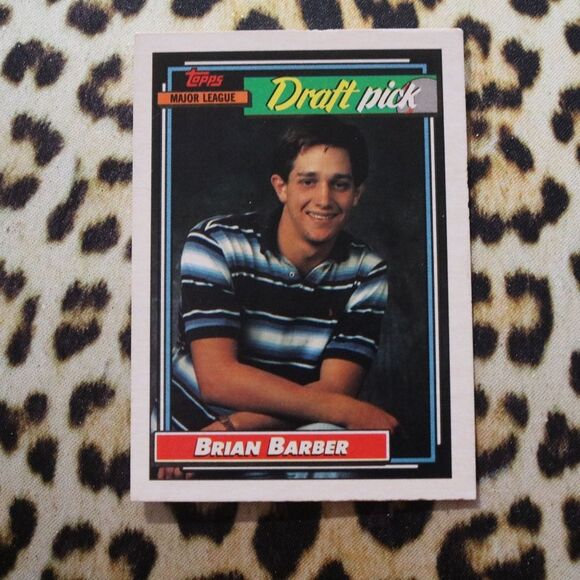 Topps
MAJOR LEAGUE
Draft pick
BRIAN BARBER